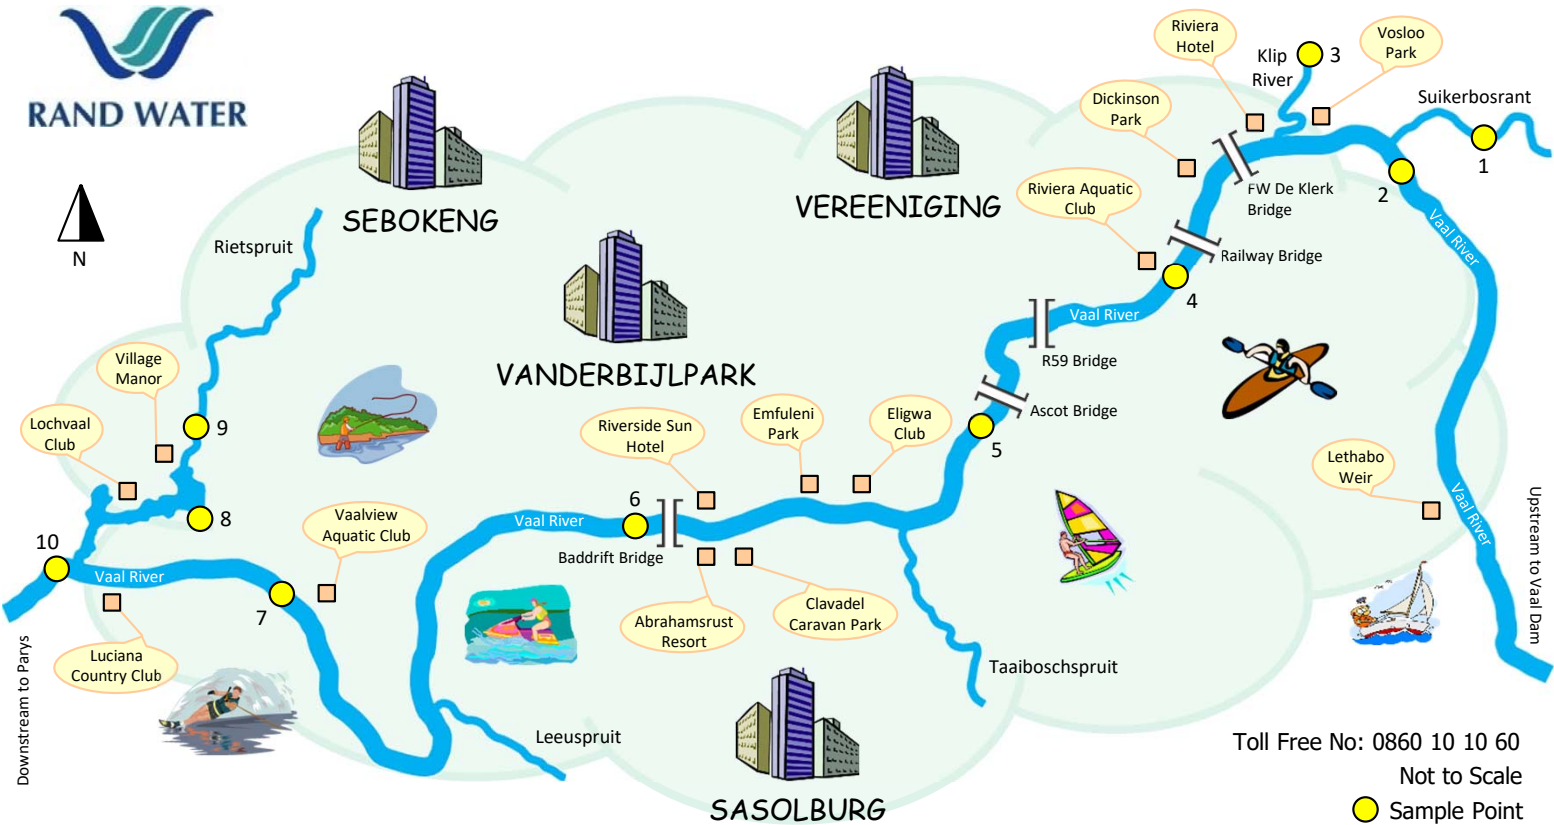 RAND WATER
N
SEBOKENG
VEREENIGING
VANDERBIJLPARK
SASOLBURG
Riviera
Hotel
Klip
River
3
Vosloo
Park
Suikerbosrant
1
2
Dickinson
Park
FW De Klerk
Bridge
Riviera Aquatic
Club
Railway Bridge
4
Vaal River
Vaal River
R59 Bridge
Ascot Bridge
5
Rietspruit
Village
Manor
Lochvaal
Club
9
8
10
Vaal River
7
Vaalview
Aquatic Club
Luciana
Country Club
Riverside Sun
Hotel
Emfuleni
Park
Eligwa
Club
6
Vaal River
Baddrift Bridge
Abrahamsrust
Resort
Clavadel
Caravan Park
Lethabo
Weir
Vaal River
Taaiboschspruit
Leeuspruit
Downstream to Parys
Upstream to Vaal Dam
Toll Free No: 0860 10 10 60
Not to Scale
Sample Point